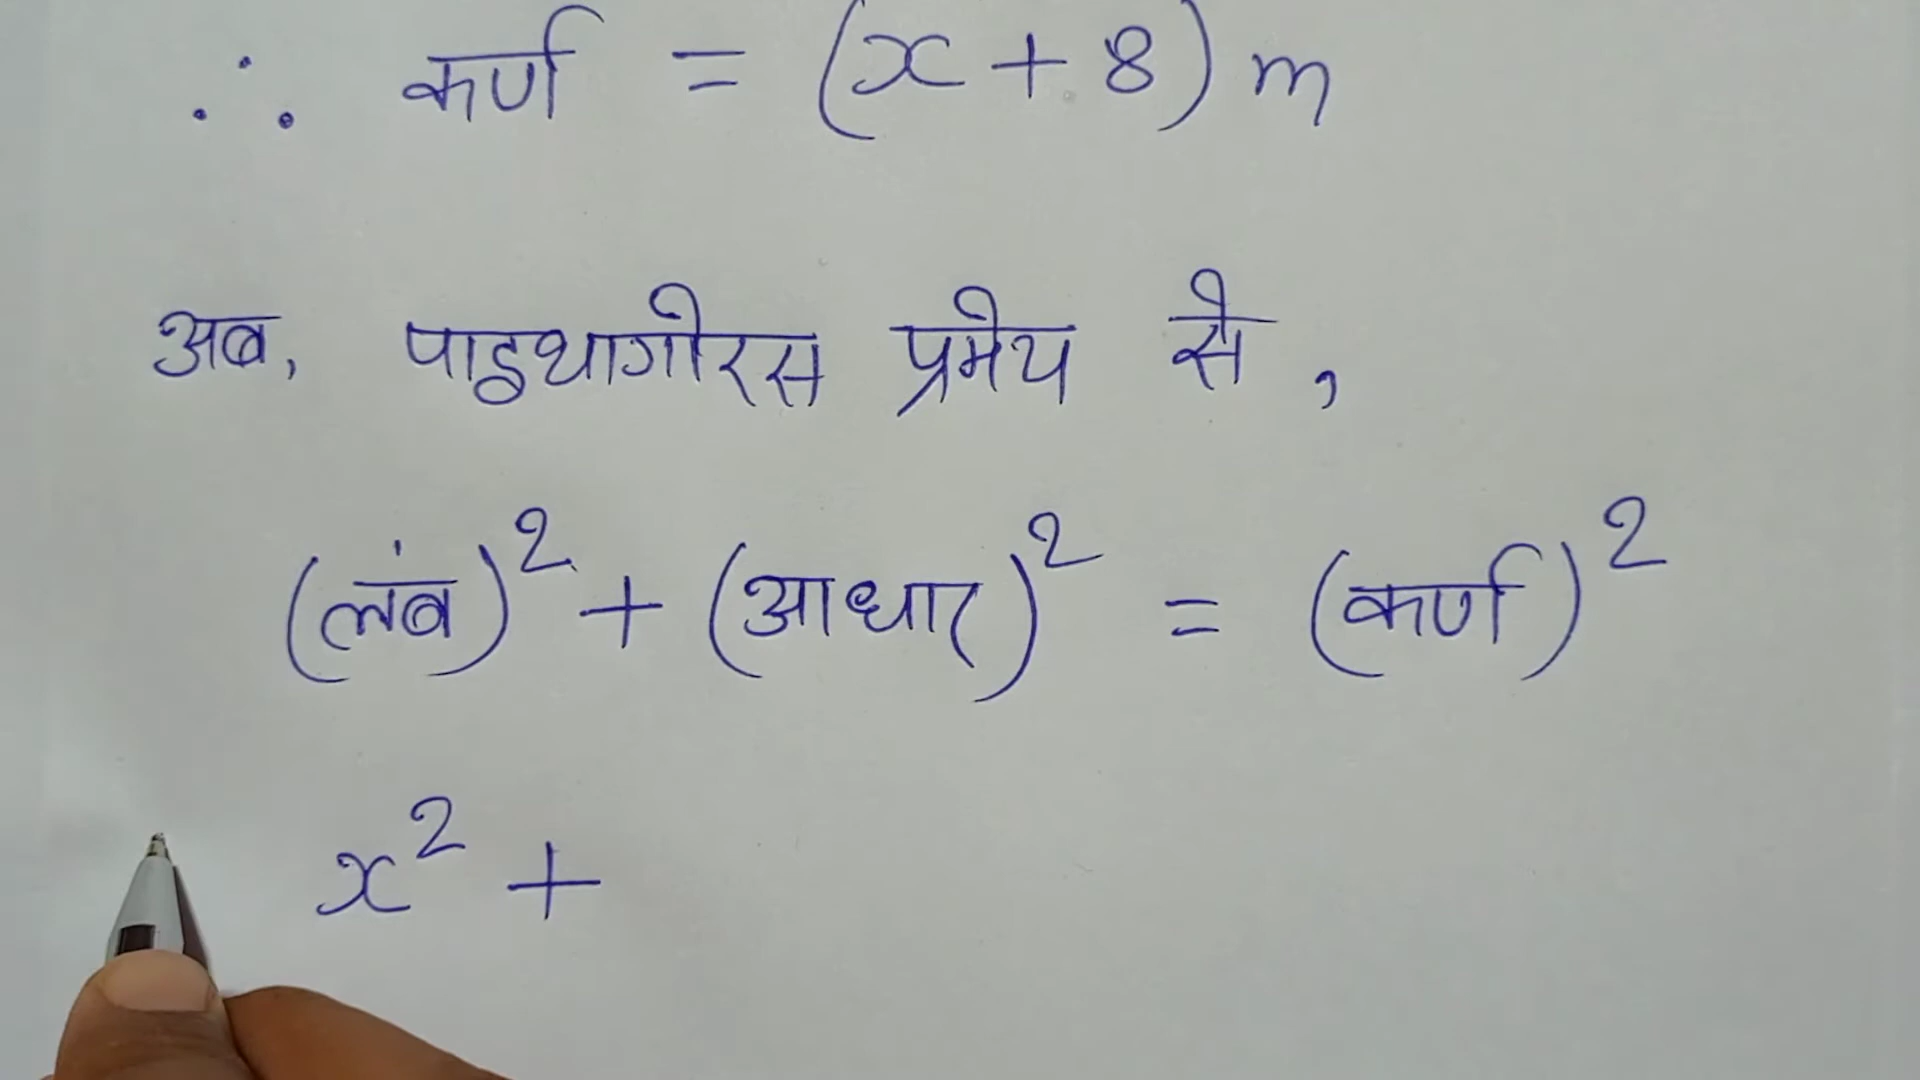 ∴ कर्ण = (x + 8) m
अब, पाइथागोरस प्रमेय से,
(लंब)² + (आधार)² = (कर्ण)²
x² +